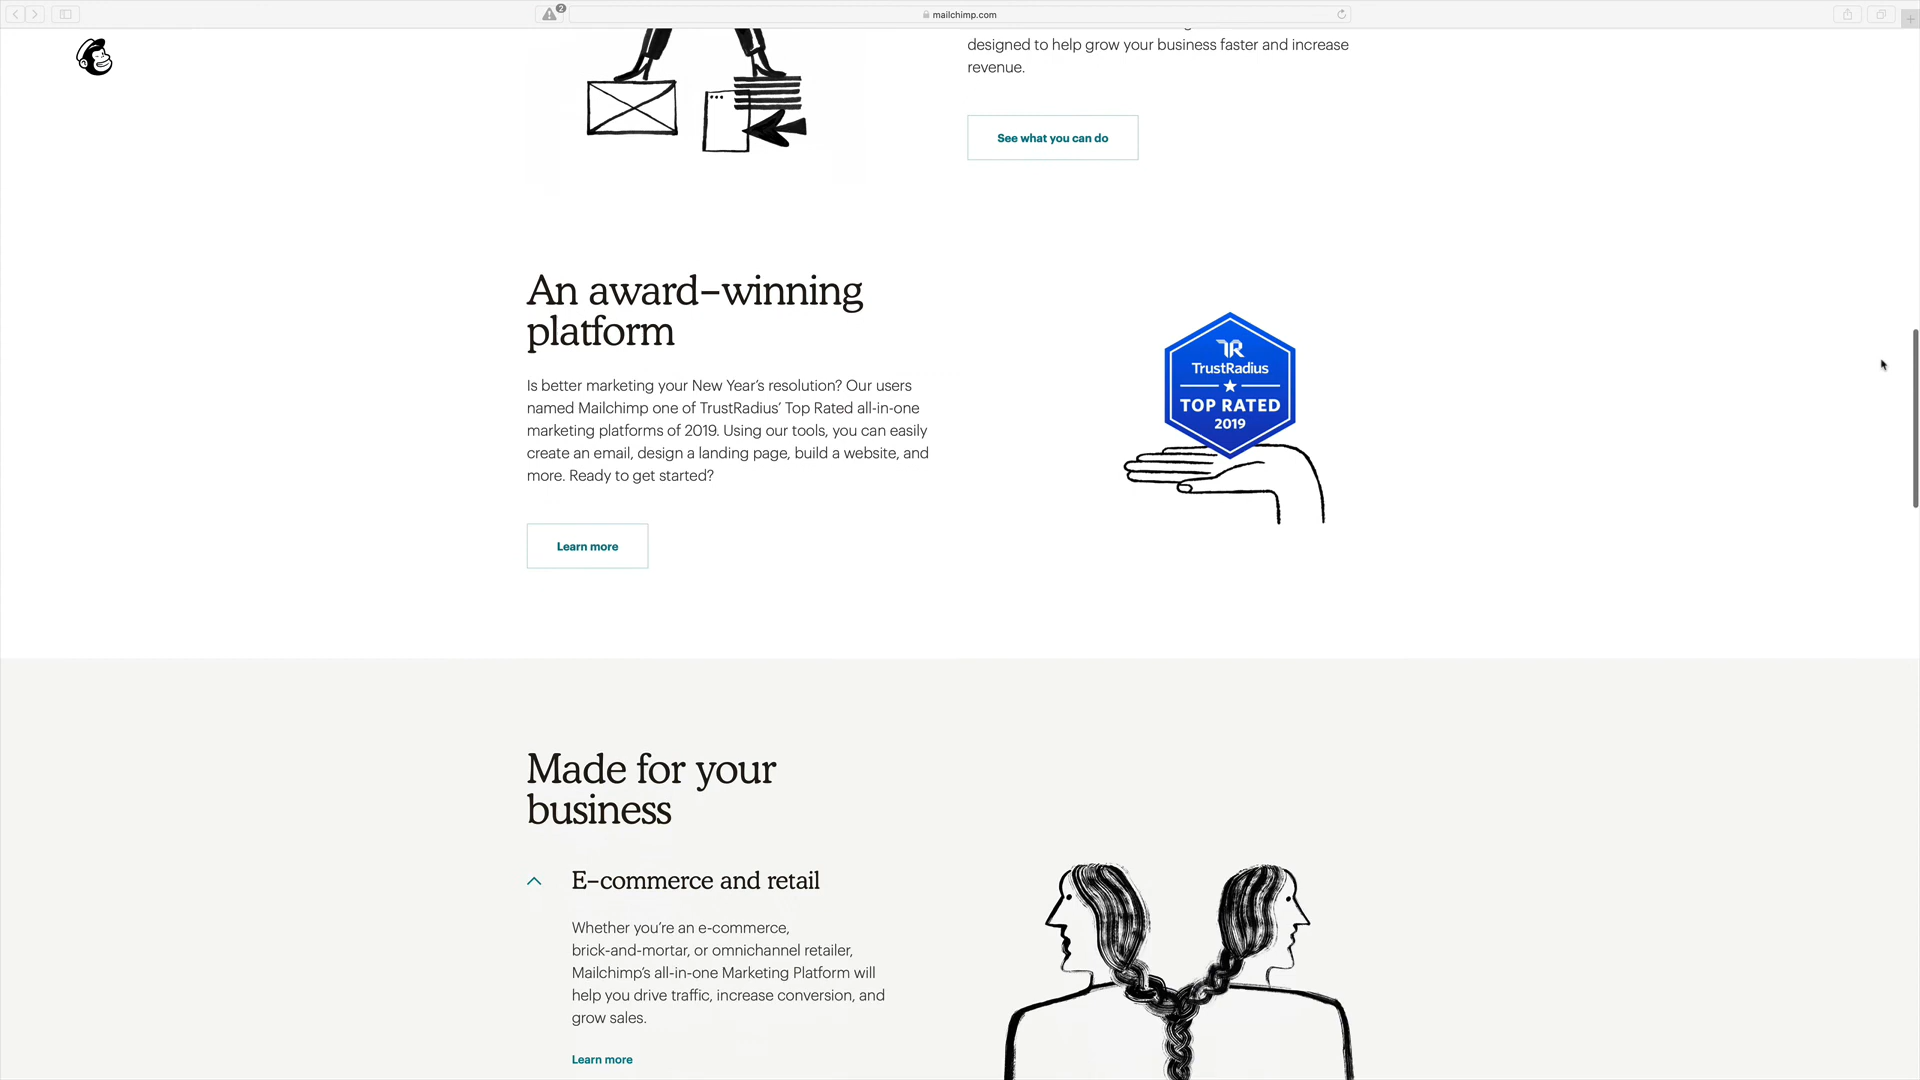 2
mailchimp.com
designed to help grow your business faster and increase
revenue.
See what you can do
An award-winning
platform
Is better marketing your New Year's resolution? Our users
named Mailchimp one of TrustRadius' Top Rated all-in-one
marketing platforms of 2019. Using our tools, you can easily
create an email, design a landing page, build a website, and
more. Ready to get started?
Learn more
TR
TrustRadius
TOP RATED
2019
Made for your
business
E-commerce and retail
Whether you're an e-commerce,
brick-and-mortar, or omnichannel retailer,
Mailchimp's all-in-one Marketing Platform will
help you drive traffic, increase conversion, and
grow sales.
Learn more